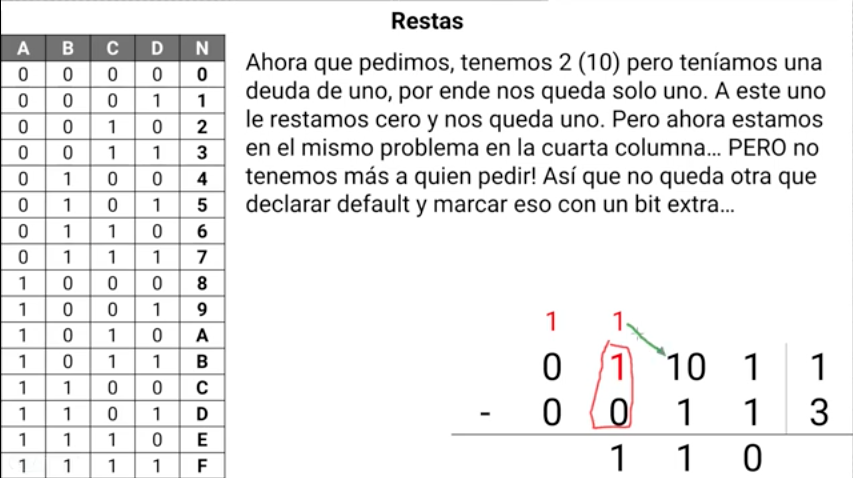 Restas
A B C D N
0 0 0 0 0
0 0 0 1 1
0 0 1 0 2
0 0 1 1 3
0 1 0 0 4
0 1 0 1 5
0 1 1 0 6
0 1 1 1 7
1 0 0 0 8
1 0 0 1 9
1 0 1 0 A
1 0 1 1 B
1 1 0 0 C
1 1 0 1 D
1 1 1 0 E
1 1 1 1 F
Ahora que pedimos, tenemos 2 (10) pero teníamos una
deuda de uno, por ende nos queda solo uno. A este uno
le restamos cero y nos queda uno. Pero ahora estamos
en el mismo problema en la cuarta columna... PERO no
tenemos más a quien pedir! Así que no queda otra que
declarar default y marcar eso con un bit extra...
1 1
0 1 10 1 1
- 0 0 1 1 3
1 1 0